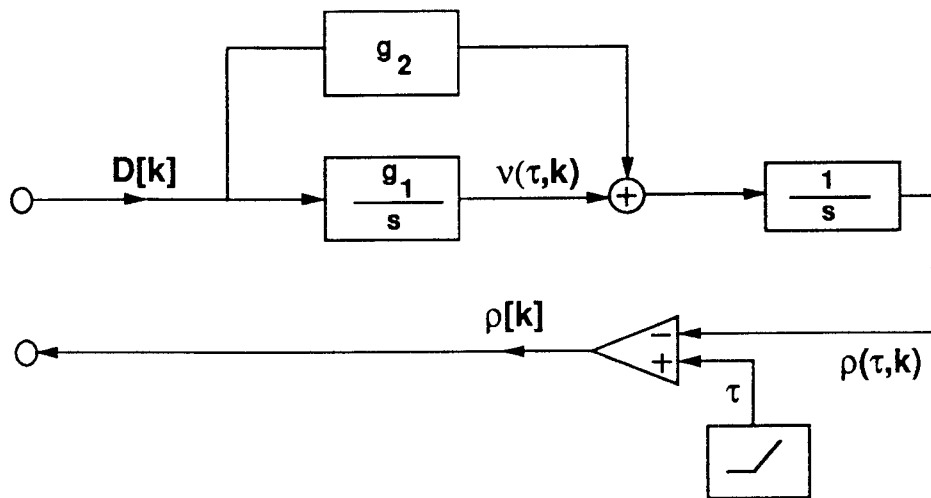 g₂
D[k]
g₁
s
ν(τ,k)
+
1
s
ρ[k]
−
+
ρ(τ,k)
τ